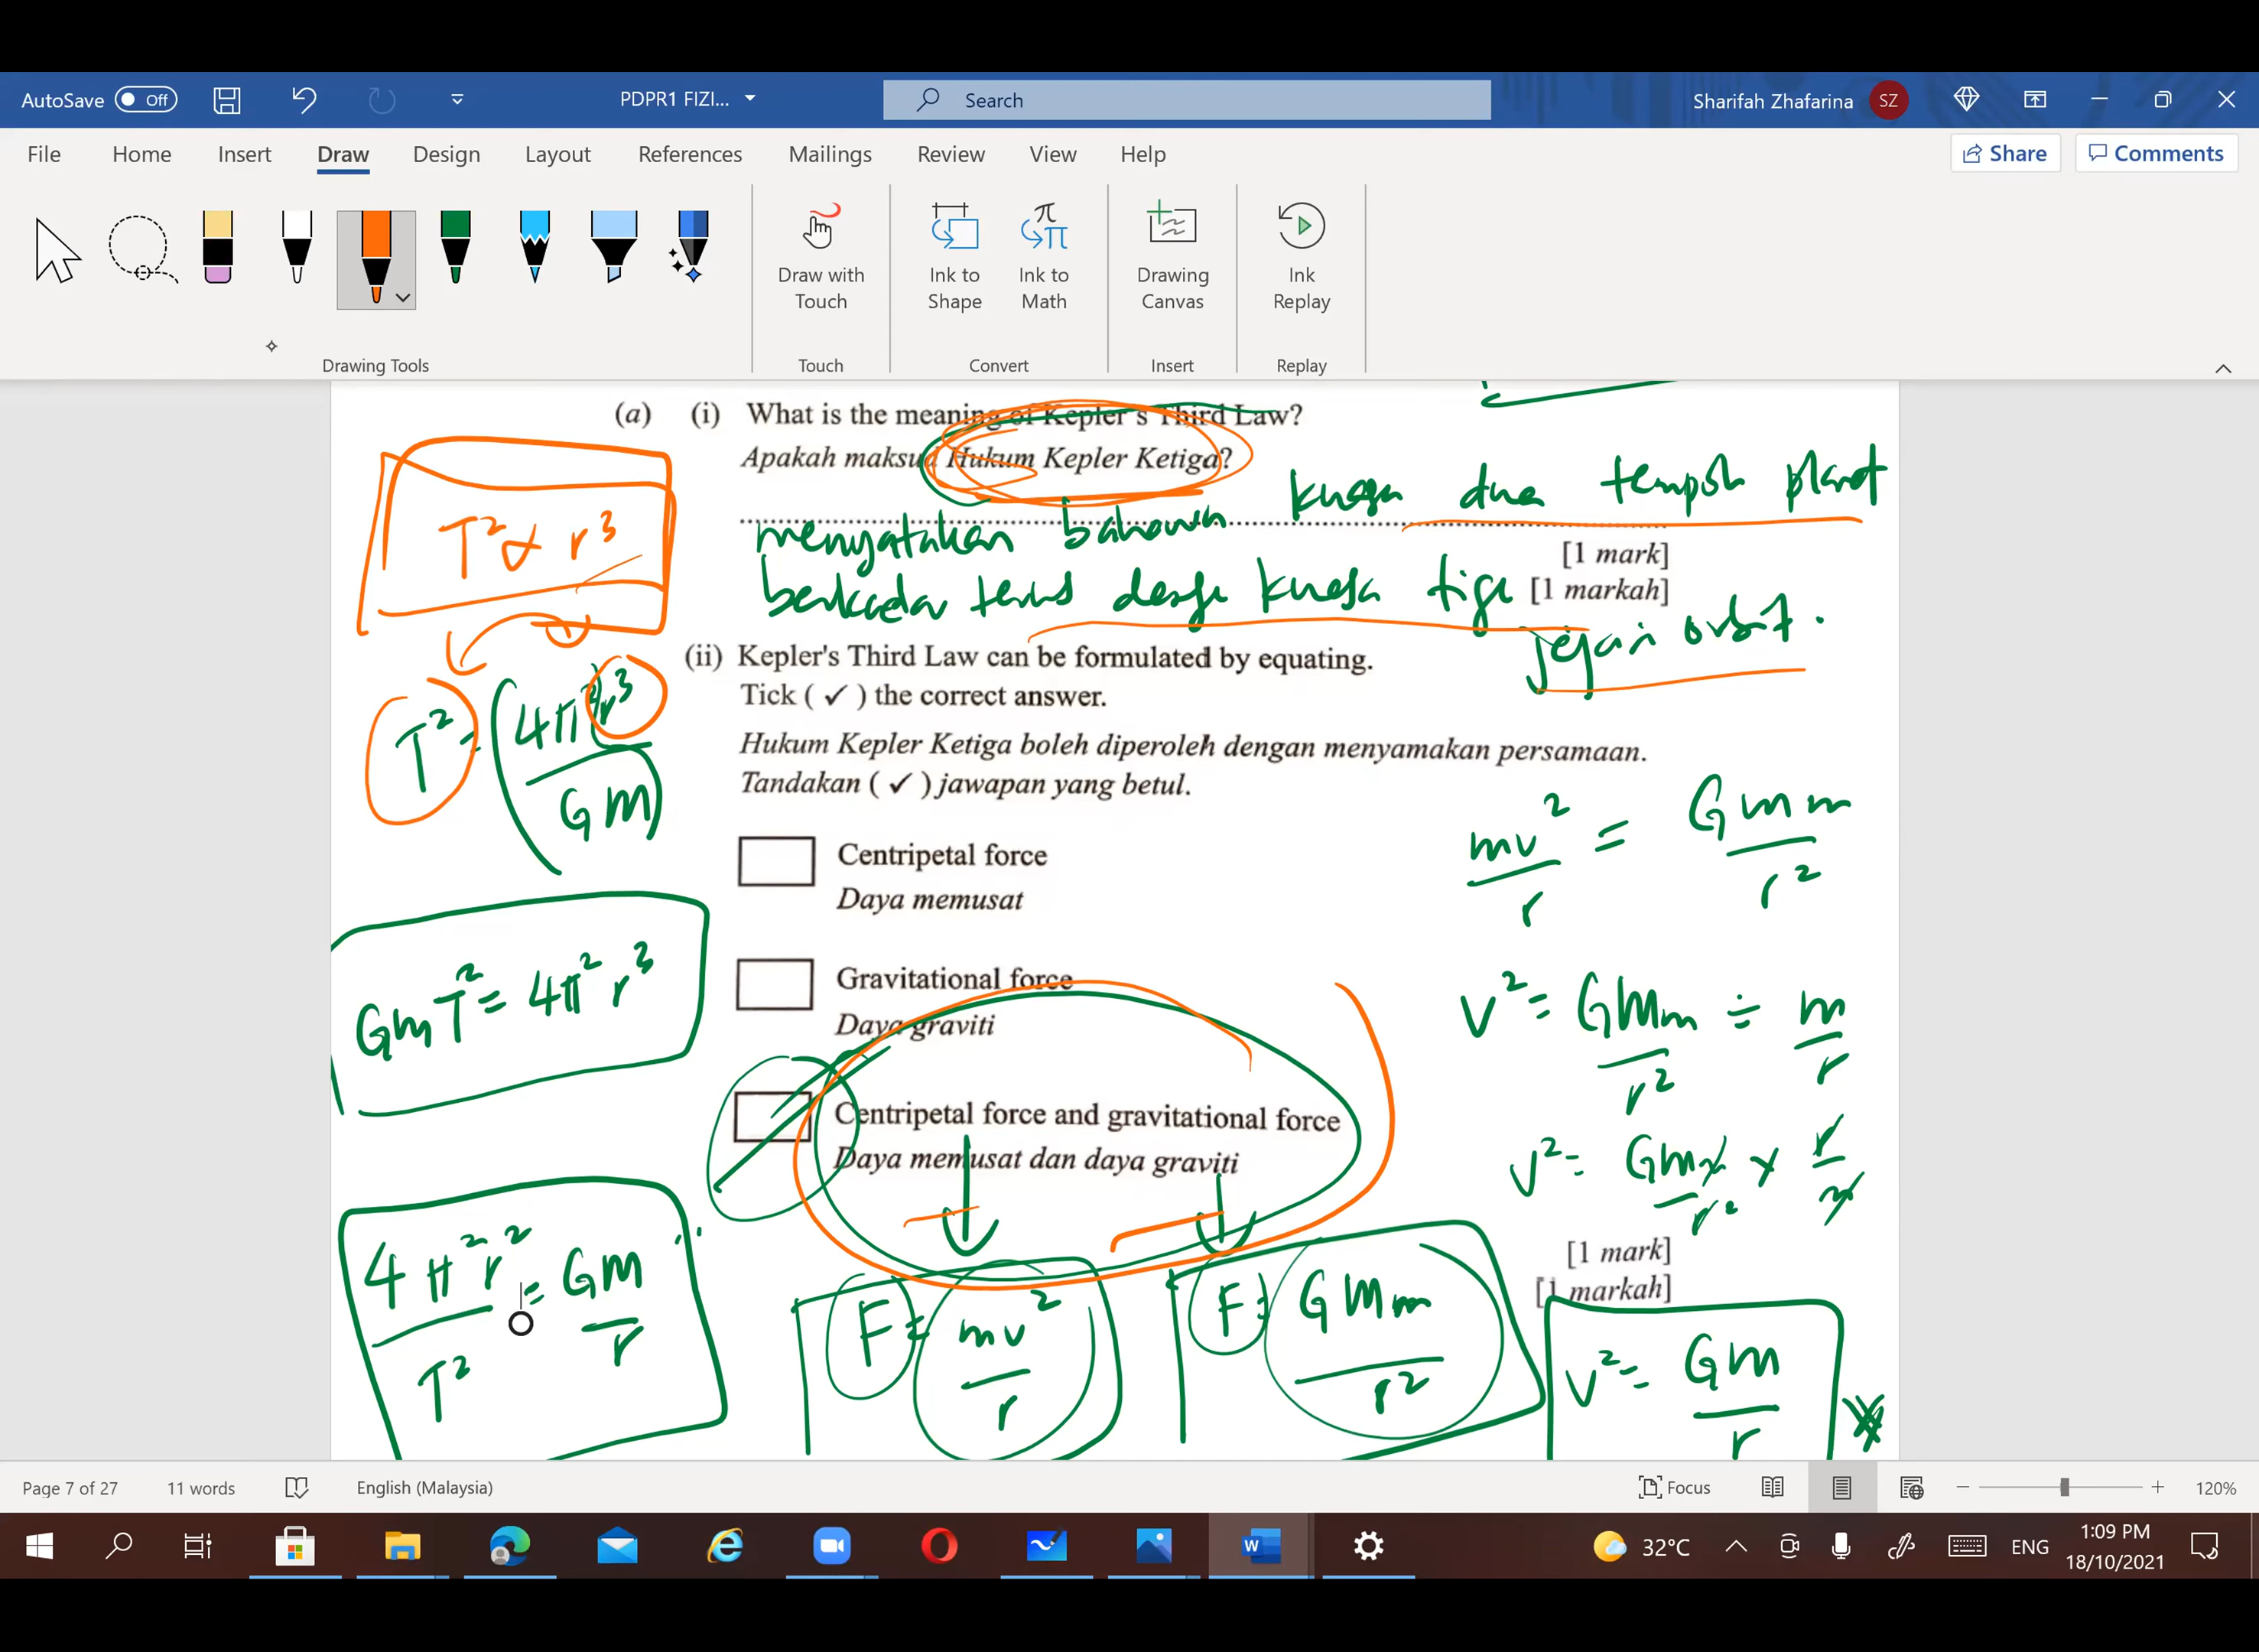 AutoSave Off PDPR1 FIZI... Search Sharifah Zhafarina SZ
File Home Insert Draw Design Layout References Mailings Review View Help Share Comments
Draw with Touch
Ink to Shape
Ink to Math
Drawing Canvas
Ink Replay
Drawing Tools Touch Convert Insert Replay
(a) (i) What is the meaning of Kepler's Third Law?
Apakah maksud Hukum Kepler Ketiga?
menyatakan bahawa kuasa dua tempoh planet
[1 mark]
berkadar terus dengan kuasa tiga
[1 markah]
jejari orbit.
T² α r³
T² = (4π²r³ / GM)
GmT² = 4π²r³
4π²r² / T² = Gm / r
(ii) Kepler's Third Law can be formulated by equating.
Tick ( ✓ ) the correct answer.
Hukum Kepler Ketiga boleh diperoleh dengan menyamakan persamaan.
Tandakan ( ✓ ) jawapan yang betul.
Centripetal force
Daya memusat
Gravitational force
Daya graviti
Centripetal force and gravitational force
Daya memusat dan daya graviti
[1 mark]
[1 markah]
F = mv² / r
F = GMm / r²
mv² / r = Gmm / r²
v² = GMm / r² ÷ m / r
v² = Gmm / r² × r / m
v² = Gm / r
Page 7 of 27 11 words English (Malaysia) Focus 120%
32°C ENG 1:09 PM
18/10/2021